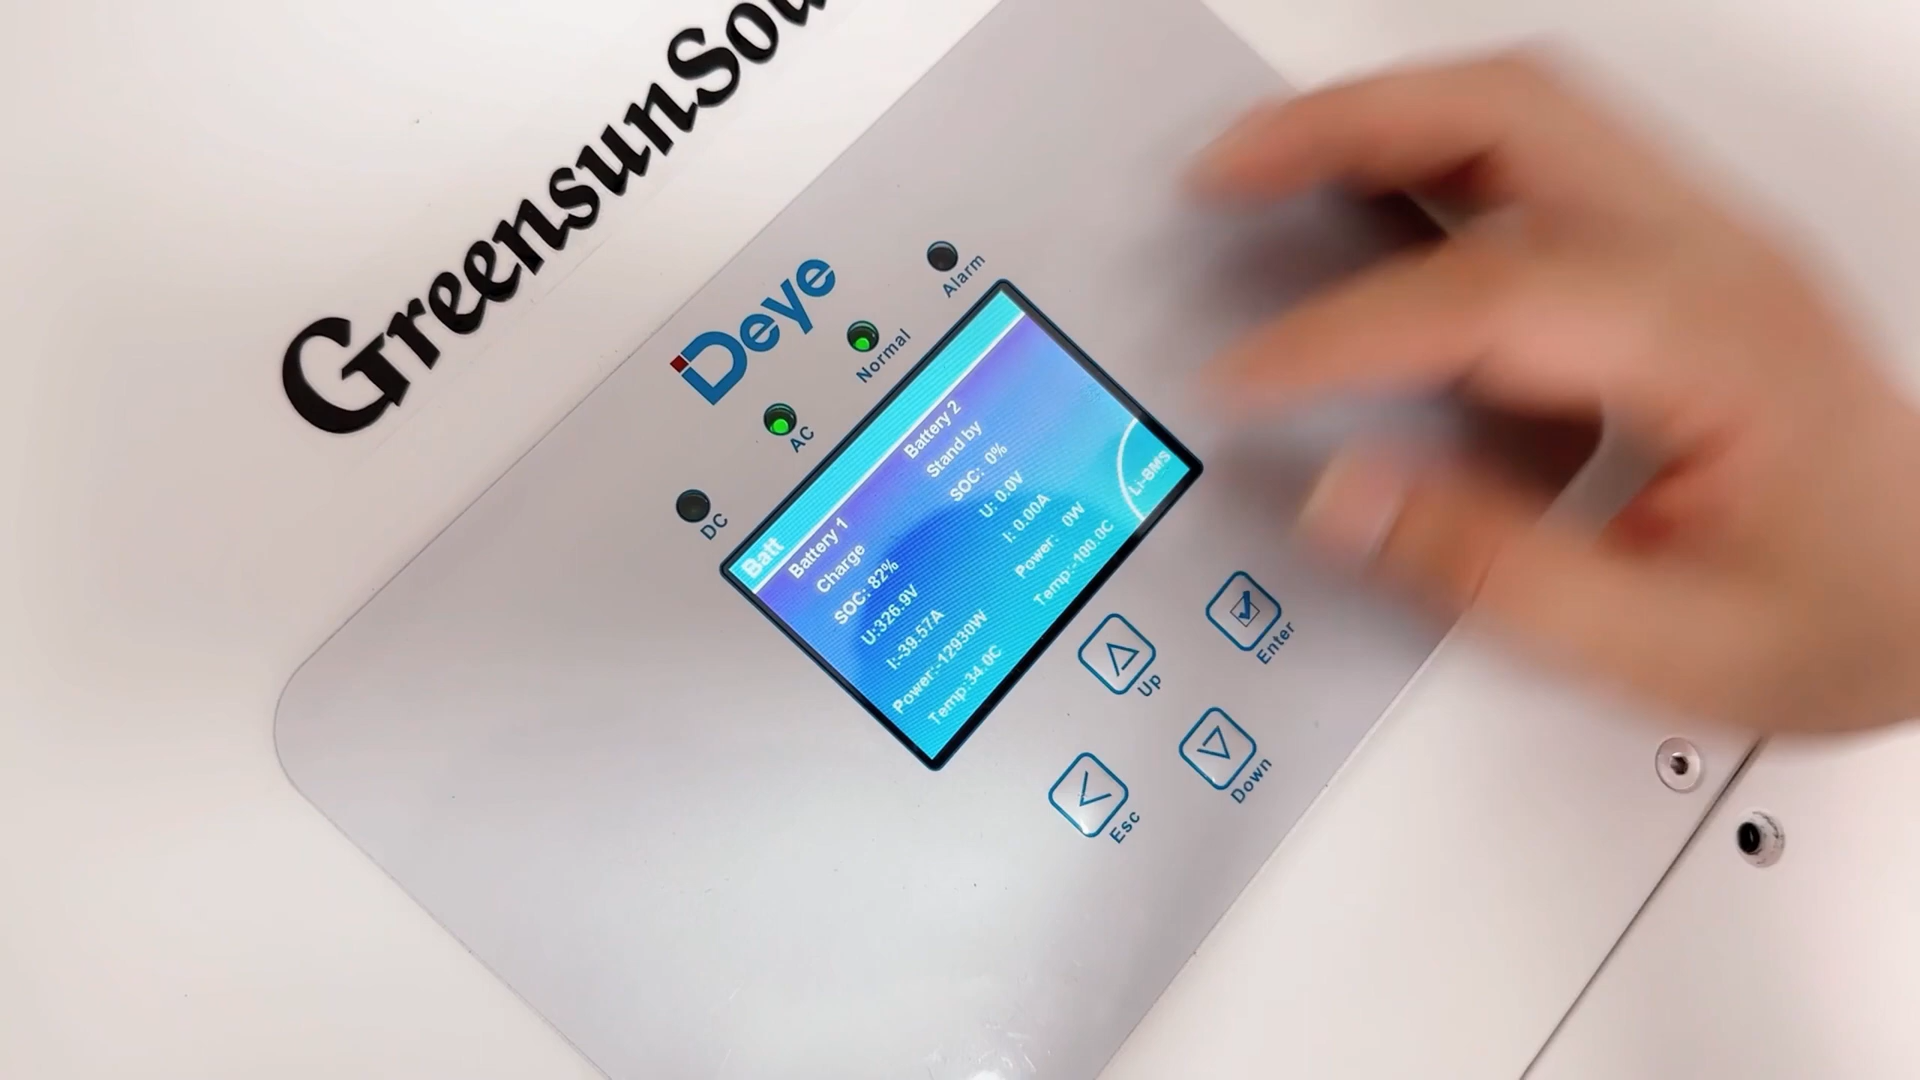 GreensunSou
Deye
DC
AC
Normal
Alarm
Batt
Battery 1
Charge
SOC: 82%
U:326.9V
I:-39.57A
Power:-12930W
Temp:34.0C
Battery 2
Stand by
SOC: 0%
U: 0.0V
I: 0.00A
Power: 0W
Temp:-100.0C
Li-BMS
Up
Enter
Esc
Down